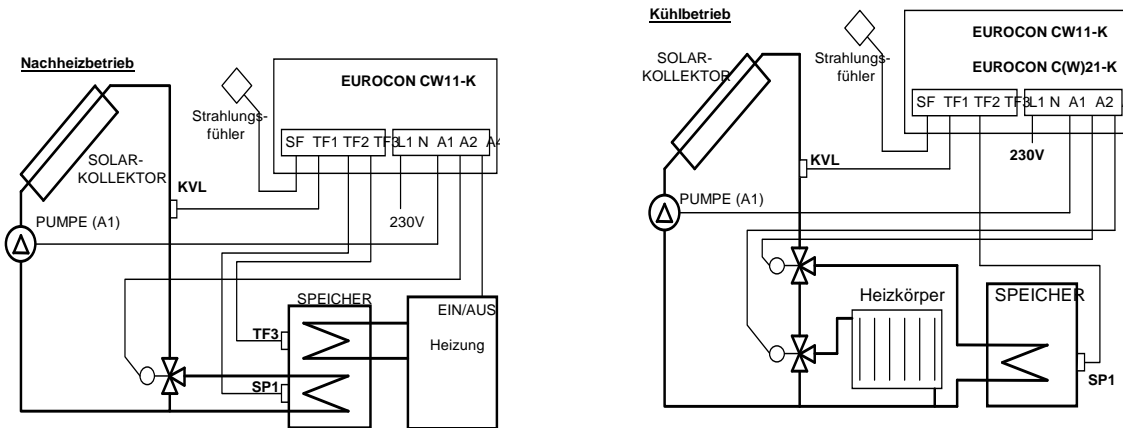 Nachheizbetrieb
EUROCON CW11-K
Strahlungs-
fühler
SF TF1 TF2 TF3 L1 N A1 A2 A4
SOLAR-
KOLLEKTOR
KVL
PUMPE (A1)
230V
SPEICHER
EIN/AUS
TF3
Heizung
SP1
Kühlbetrieb
EUROCON CW11-K
SOLAR-
KOLLEKTOR
Strahlungs-
fühler
EUROCON C(W)21-K
SF TF1 TF2 TF3 L1 N A1 A2
230V
KVL
PUMPE (A1)
Heizkörper
SPEICHER
SP1